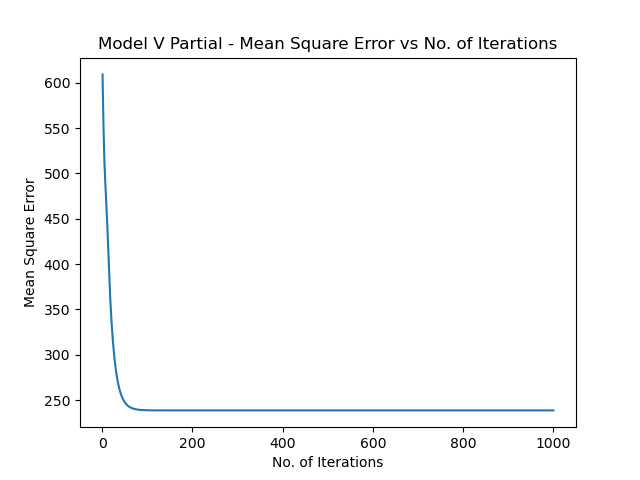 Model V Partial - Mean Square Error vs No. of Iterations
600
550
500
450
400
350
300
250
Mean Square Error
0 200 400 600 800 1000
No. of Iterations